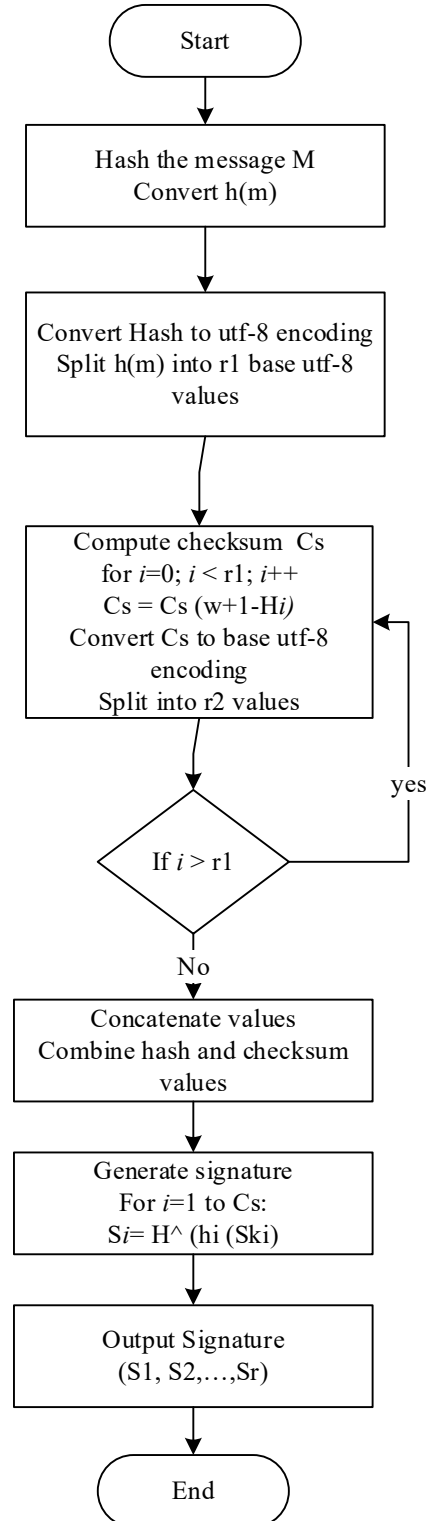 Start
Hash the message M
Convert h(m)
Convert Hash to utf-8 encoding
Split h(m) into r1 base utf-8
values
Compute checksum  Cs
for i=0; i < r1; i++
Cs = Cs (w+1-Hi)
Convert Cs to base utf-8
encoding
Split into r2 values
yes
If i > r1
No
Concatenate values
Combine hash and checksum
values
Generate signature
For i=1 to Cs:
Si= H^ (hi (Ski)
Output Signature
(S1, S2,…,Sr)
End